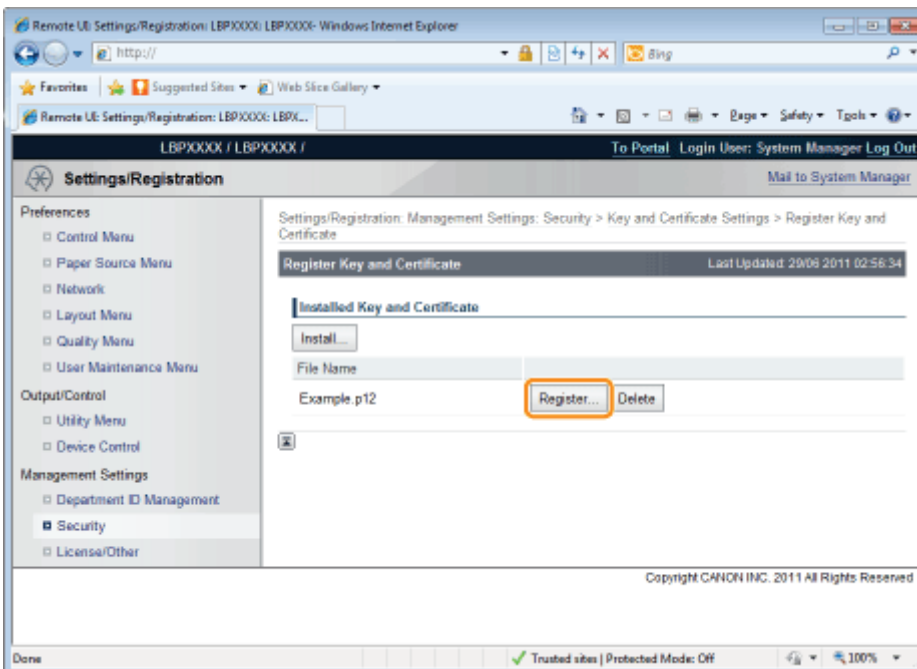 Remote UI: Settings/Registration: LBPXXXX: LBPXXXX- Windows Internet Explorer
http://
Bing
Favorites Suggested Sites Web Slice Gallery
Remote UI: Settings/Registration: LBPXXXX: LBPX...
Page Safety Tools
LBPXXXX / LBPXXXX /
To Portal Login User: System Manager Log Out
Settings/Registration
Mail to System Manager
Preferences
Control Menu
Paper Source Menu
Network
Layout Menu
Quality Menu
User Maintenance Menu
Output/Control
Utility Menu
Device Control
Management Settings
Department ID Management
Security
License/Other
Settings/Registration: Management Settings: Security > Key and Certificate Settings > Register Key and
Certificate
Register Key and Certificate
Last Updated: 29/06 2011 02:56:34
Installed Key and Certificate
Install...
File Name
Example.p12
Register...
Delete
Copyright CANON INC. 2011 All Rights Reserved
Done
Trusted sites | Protected Mode: Off
100%